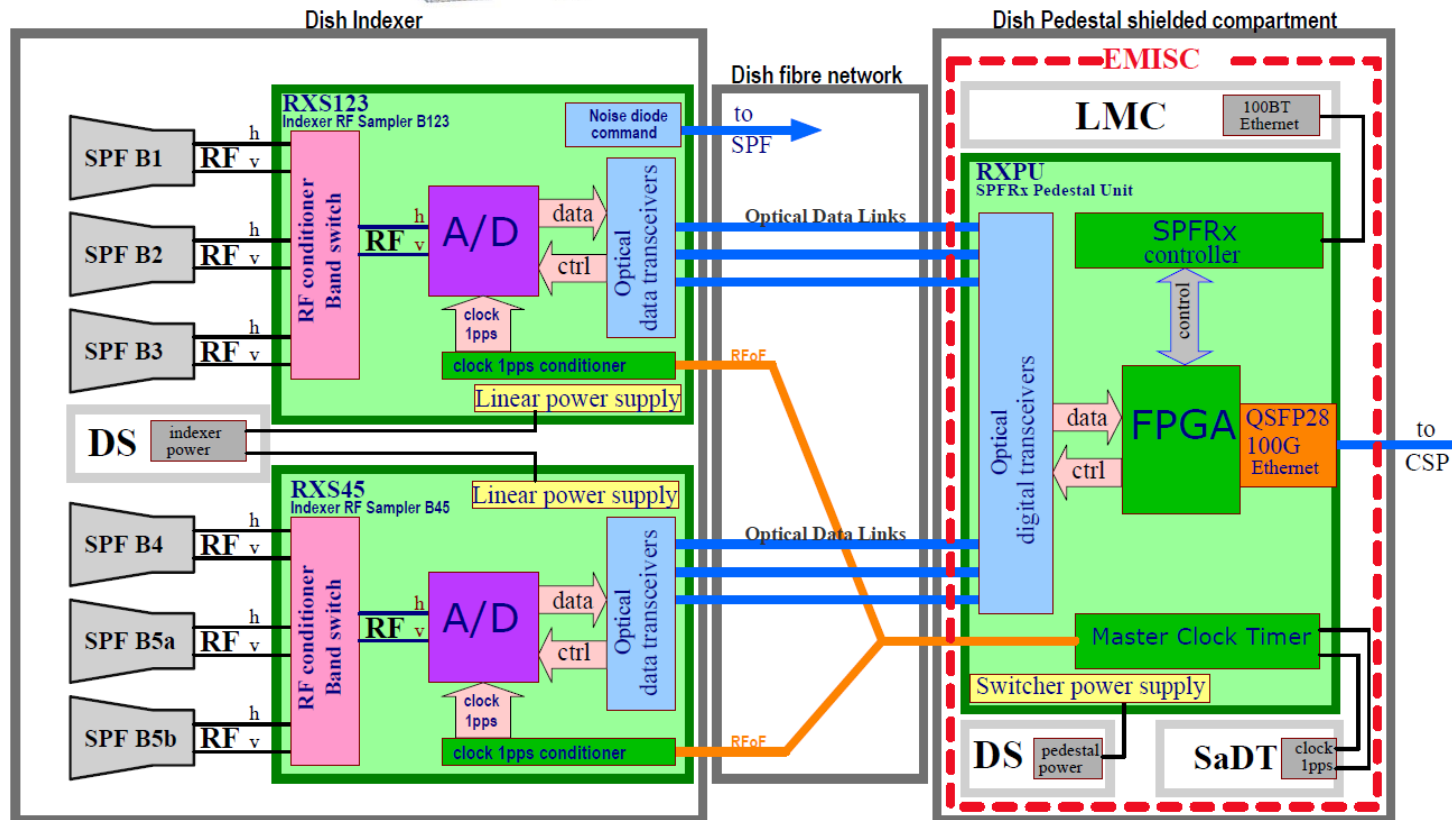 Dish Indexer
Dish Pedestal shielded compartment
Dish fibre network
EMISC
RXS123
Indexer RF Sampler B123
Noise diode
command
to
SPF
LMC
100BT
Ethernet
SPF B1
h
RF v
SPF B2
h
RF v
SPF B3
h
RF v
RF conditioner
Band switch
h
RF v
A/D
data
ctrl
clock
1pps
Optical
data transceivers
clock 1pps conditioner
Linear power supply
Optical Data Links
RFoF
DS
indexer
power
RXPU
SPFRx Pedestal Unit
SPFRx
controller
control
Optical
digital transceivers
data
ctrl
FPGA
QSFP28
100G
Ethernet
to
CSP
RXS45
Indexer RF Sampler B45
Linear power supply
SPF B4
h
RF v
SPF B5a
h
RF v
SPF B5b
h
RF v
RF conditioner
Band switch
h
RF v
A/D
data
ctrl
clock
1pps
Optical
data transceivers
clock 1pps conditioner
Optical Data Links
RFoF
Master Clock Timer
Switcher power supply
DS
pedestal
power
SaDT
clock
1pps